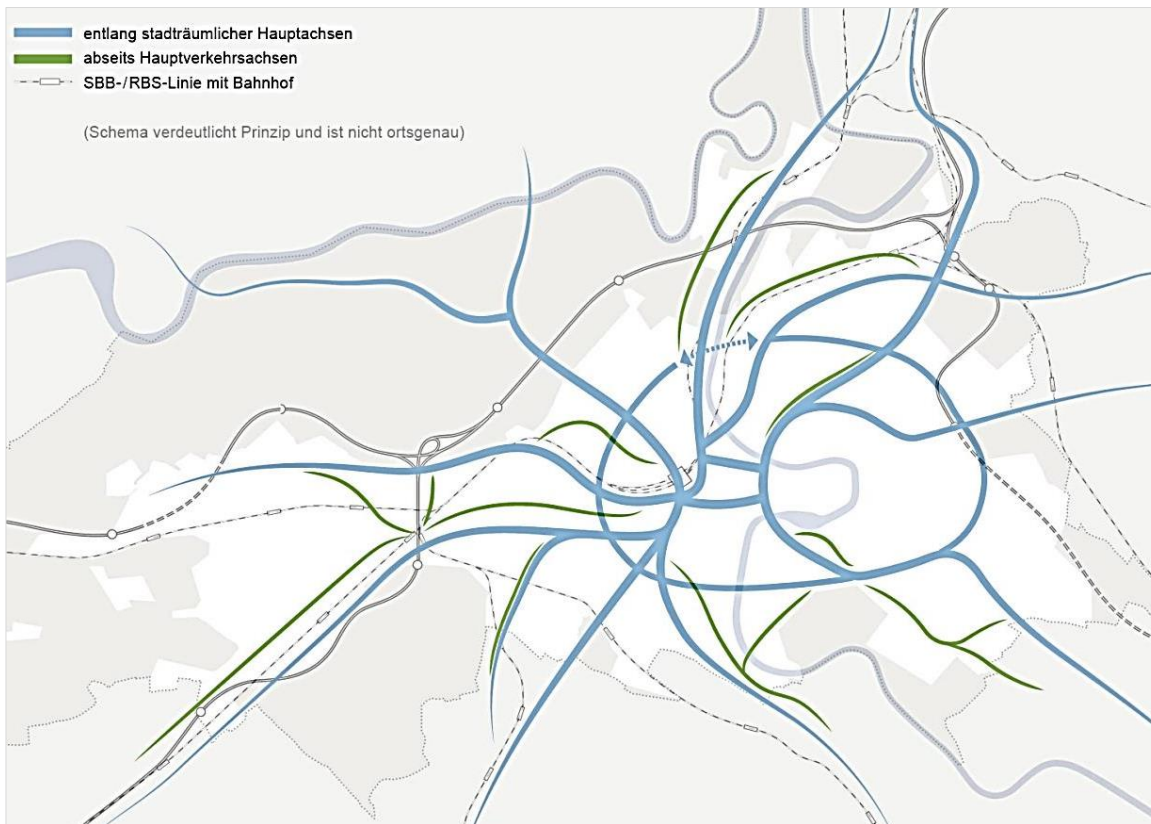 entlang stadträumlicher Hauptachsen
abseits Hauptverkehrsachsen
SBB-/RBS-Linie mit Bahnhof
(Schema verdeutlicht Prinzip und ist nicht ortsgenau)